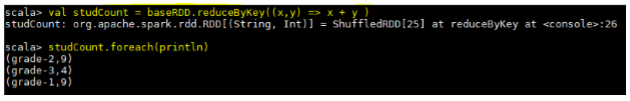 scala> val studCount = baseRDD.reduceByKey((x,y) => x + y )
studCount: org.apache.spark.rdd.RDD[(String, Int)] = ShuffledRDD[25] at reduceByKey at <console>:26
scala> studCount.foreach(println)
(grade-2,9)
(grade-3,4)
(grade-1,9)